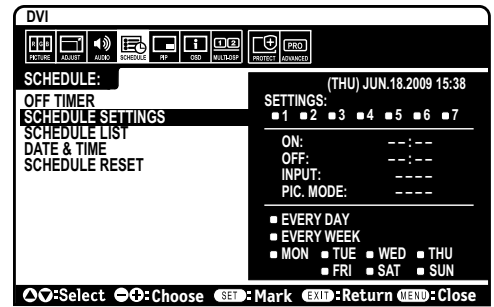 DVI
RGB
PICTURE ADJUST AUDIO SCHEDULE PIP OSD MULTI-DSP PROTECT ADVANCED
1 2
PRO
SCHEDULE:
OFF TIMER
SCHEDULE SETTINGS
SCHEDULE LIST
DATE & TIME
SCHEDULE RESET
(THU) JUN.18.2009 15:38
SETTINGS:
1 2 3 4 5 6 7
ON: --:--
OFF: --:--
INPUT: ----
PIC. MODE: ----
EVERY DAY
EVERY WEEK
MON TUE WED THU
FRI SAT SUN
:Select :Choose SET:Mark EXIT:Return MENU:Close